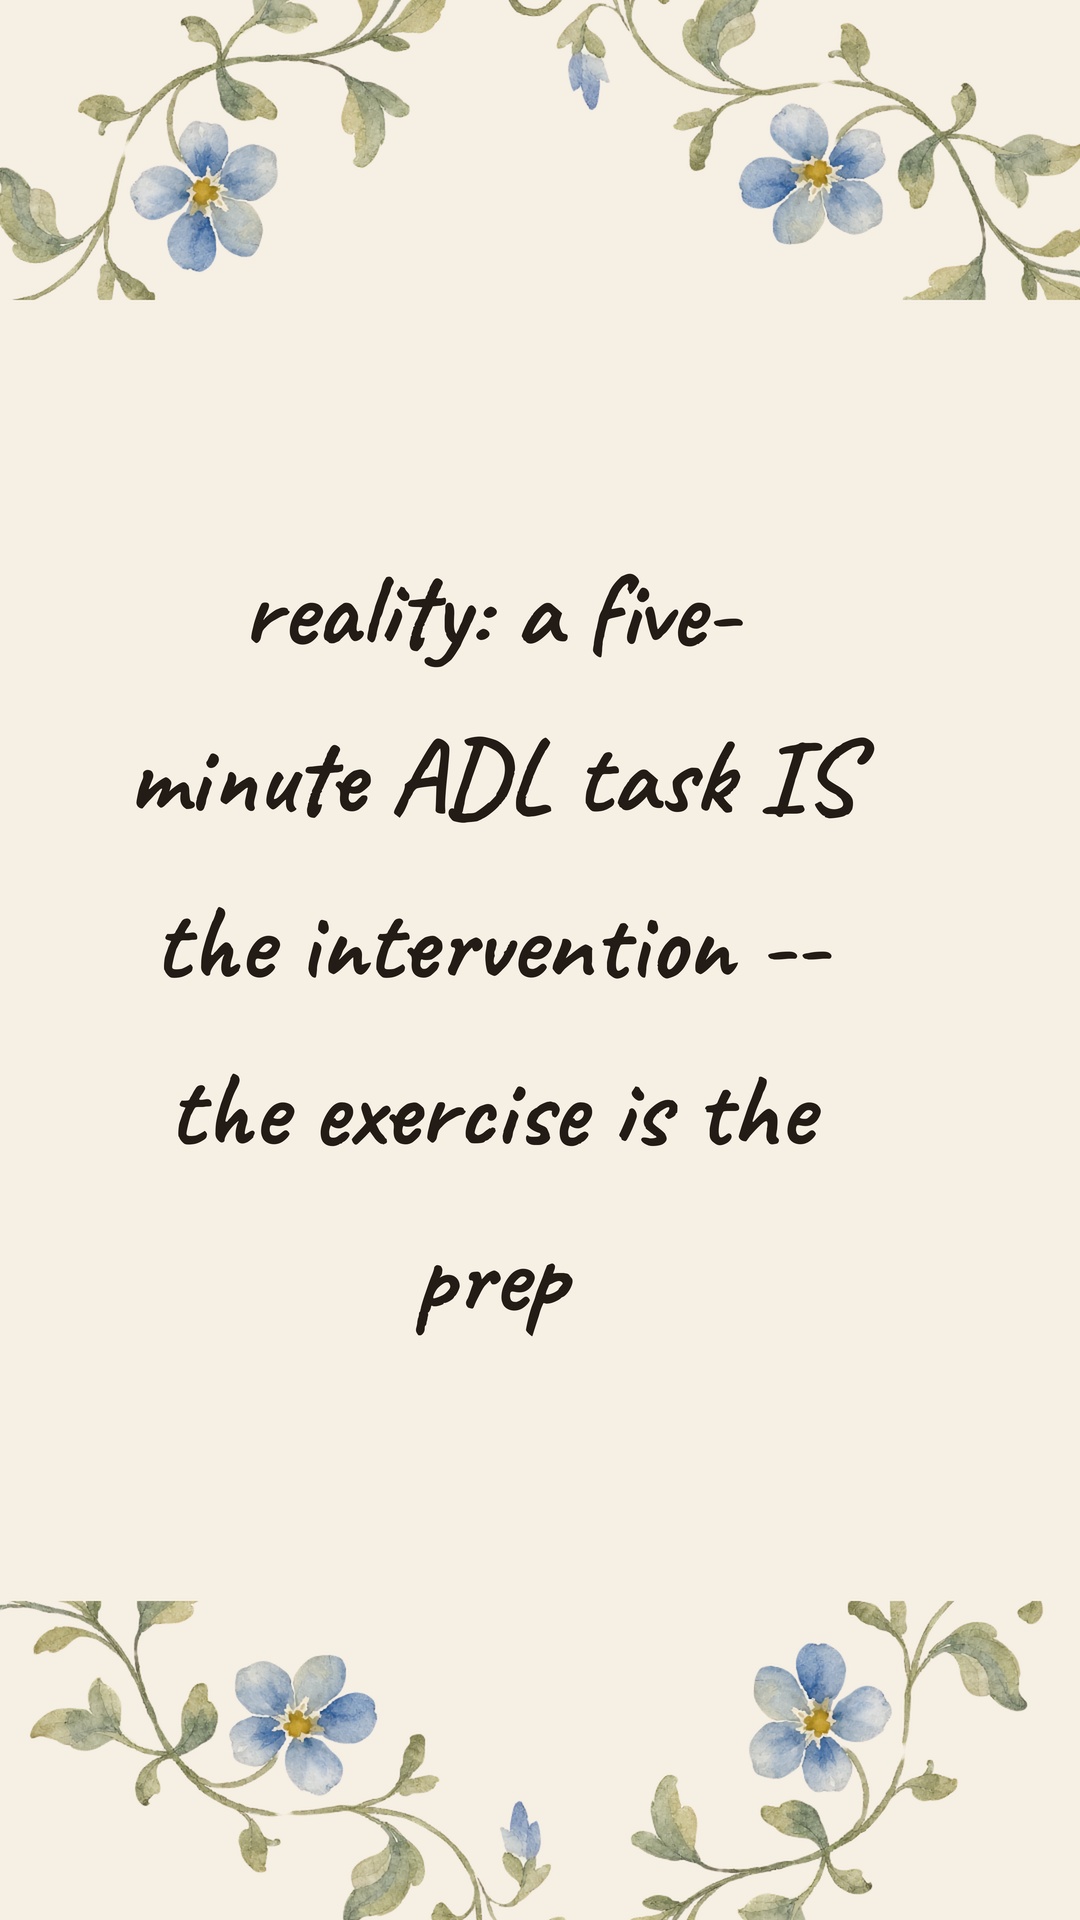 reality: a five-
minute ADL task IS
the intervention --
the exercise is the
prep